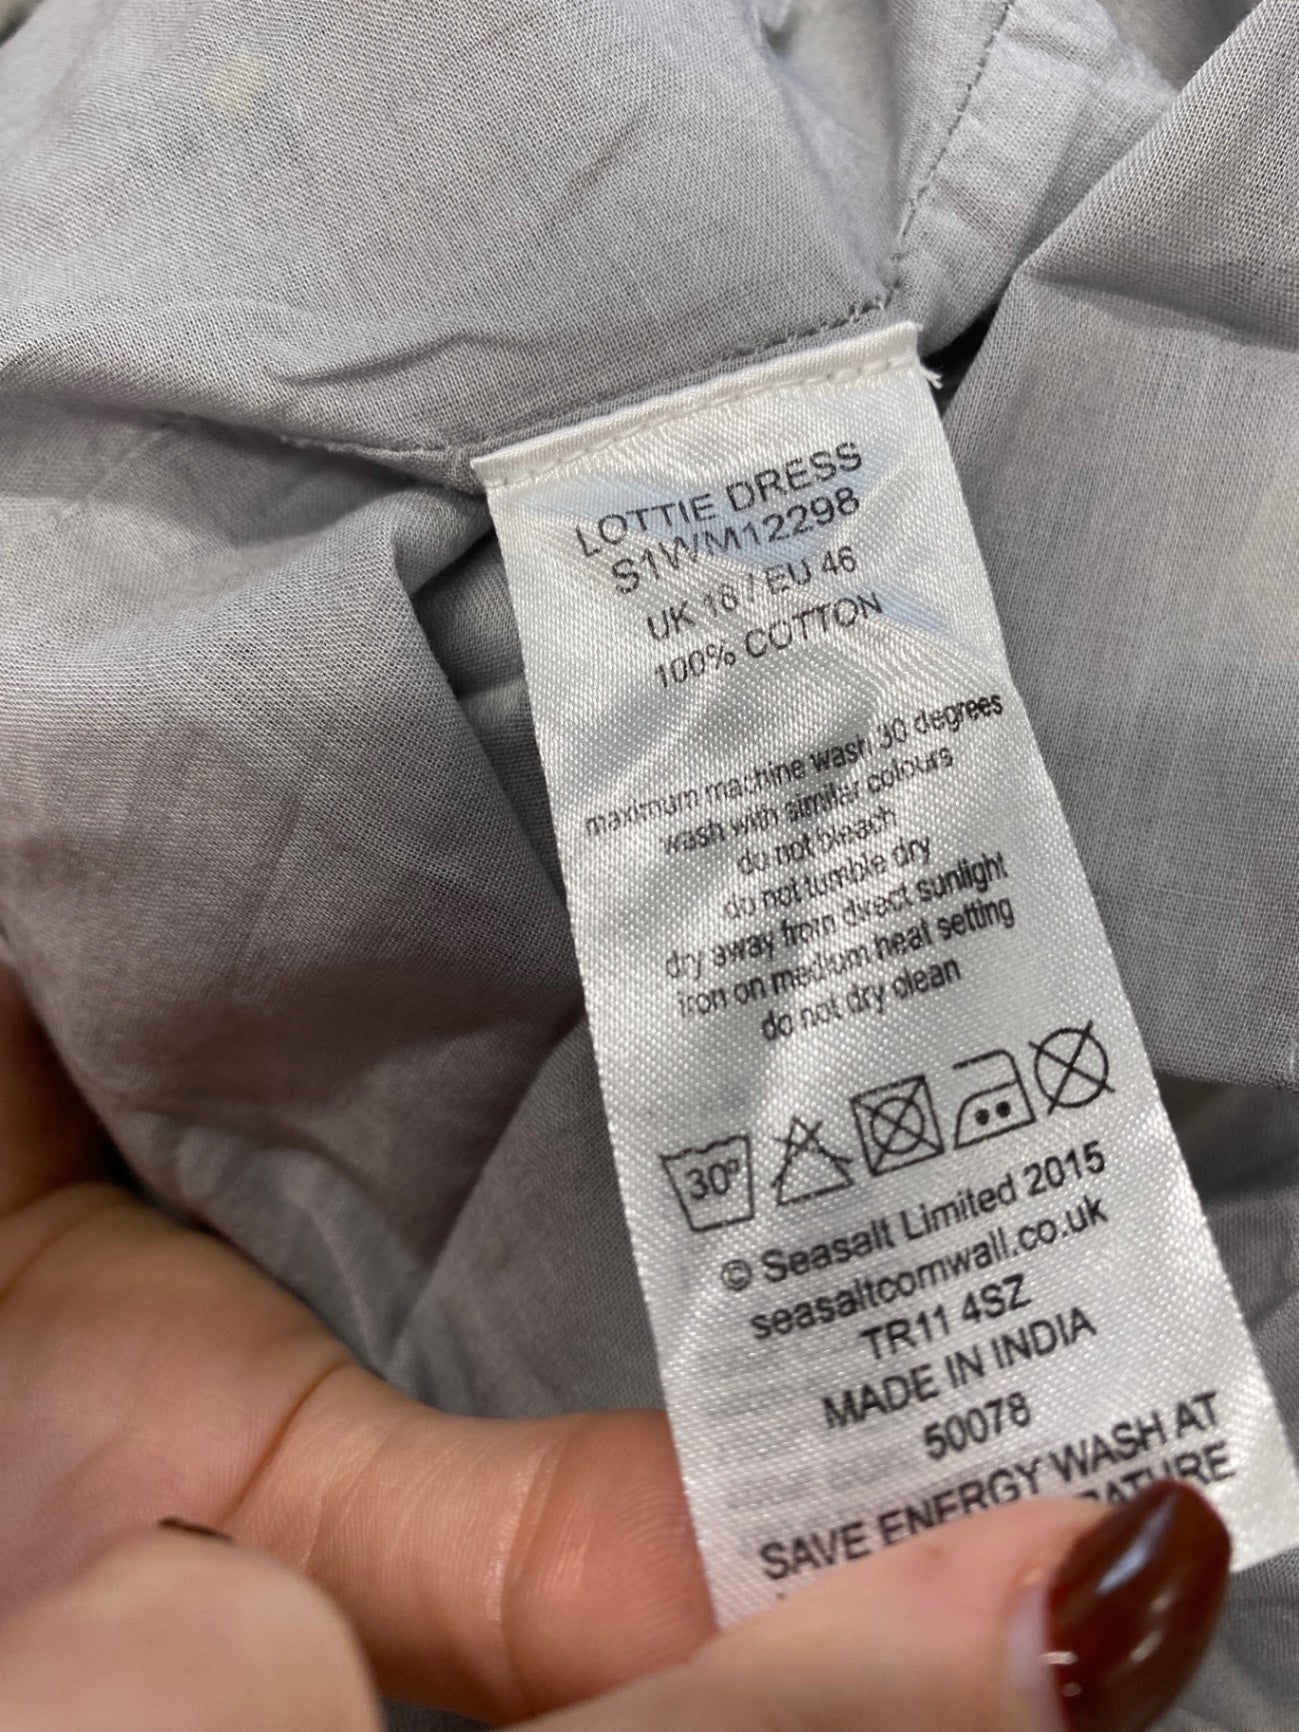 LOTTIE DRESS
S1WM12298
UK 18 / EU 46
100% COTTON
maximum machine wash 30 degrees
wash with similar colours
do not bleach
do not tumble dry
dry away from direct sunlight
iron on medium heat setting
do not dry clean
30º
© Seasalt Limited 2015
seasaltcornwall.co.uk
TR11 4SZ
MADE IN INDIA
50078
SAVE ENERGY WASH AT